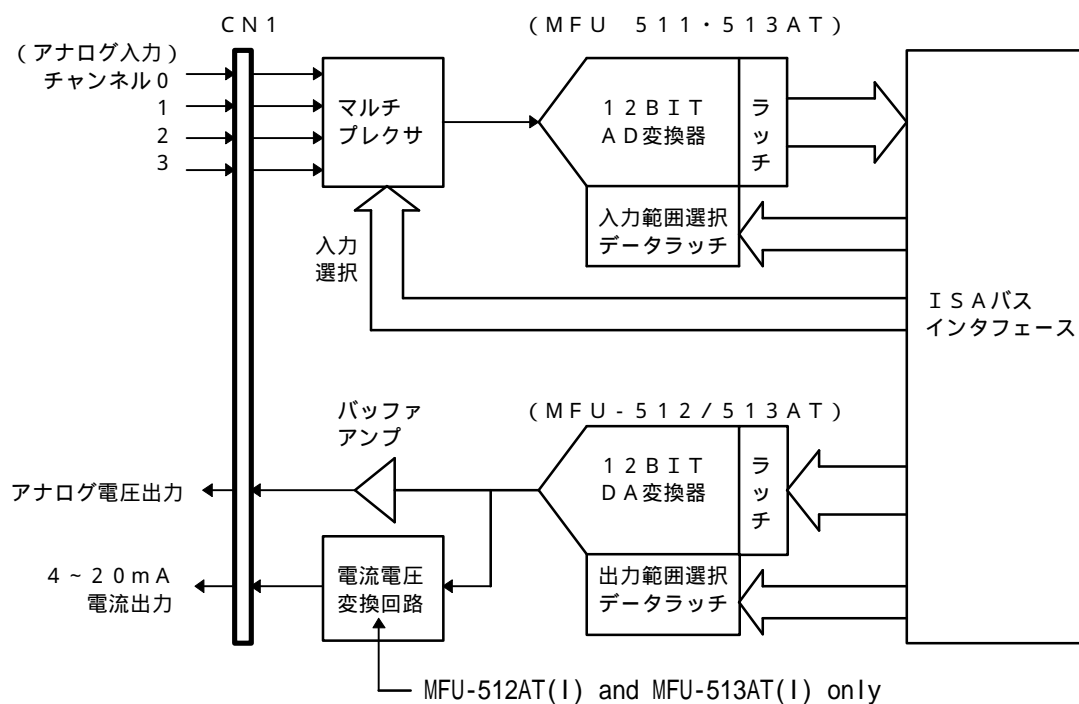 CN1
(MFU 511・513AT)
(アナログ入力)
チャンネル0
1
2
3
マルチ
プレクサ
12BIT
AD変換器
ラッチ
入力範囲選択
データラッチ
入力
選択
ISAバス
インタフェース
(MFU-512/513AT)
バッファ
アンプ
12BIT
DA変換器
ラッチ
アナログ電圧出力
4~20mA
電流出力
電流電圧
変換回路
出力範囲選択
データラッチ
MFU-512AT(I) and MFU-513AT(I) only